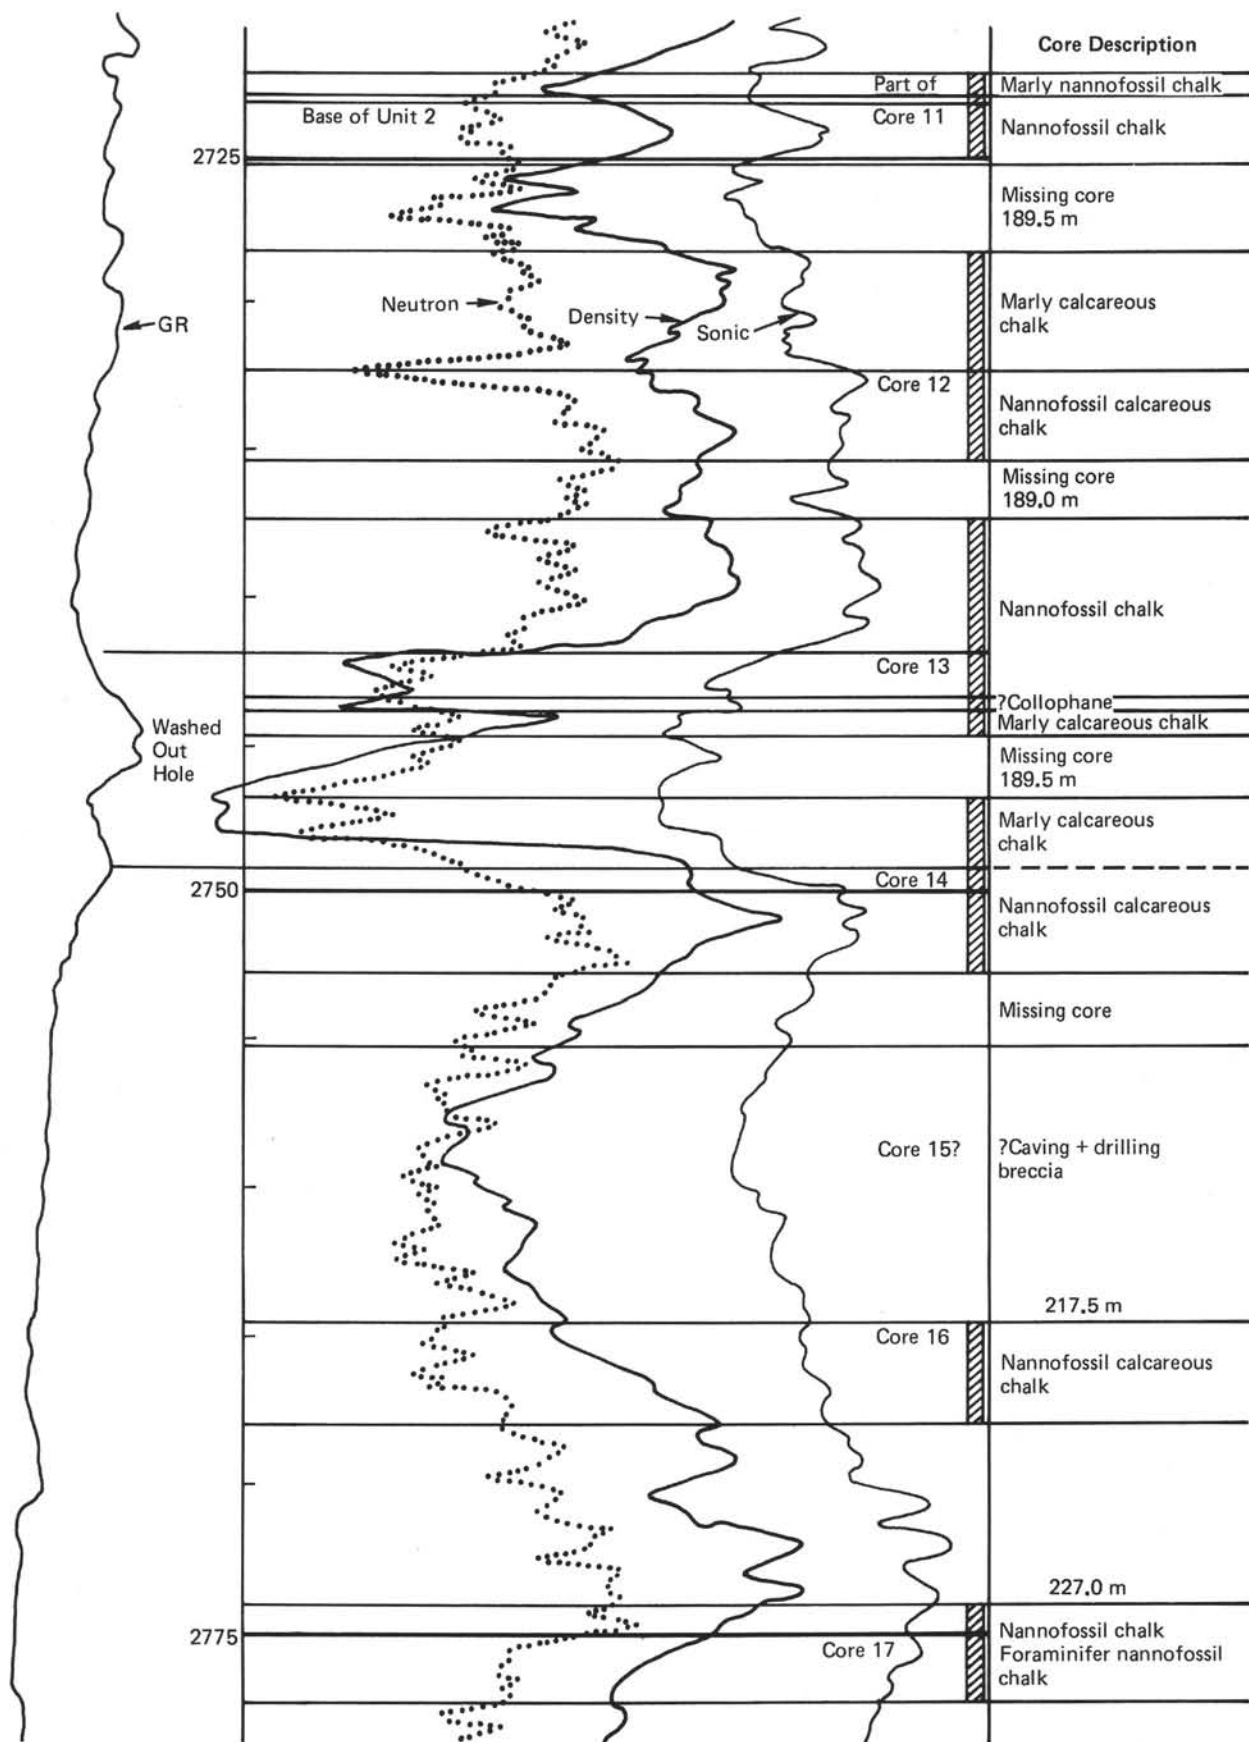 Core Description
Part of
Marly nannofossil chalk
Base of Unit 2
Core 11
Nannofossil chalk
2725
Missing core
189.5 m
Neutron
Density
Sonic
GR
Marly calcareous
chalk
Core 12
Nannofossil calcareous
chalk
Missing core
189.0 m
Nannofossil chalk
Core 13
?Collophane
Marly calcareous chalk
Washed
Out
Hole
Missing core
189.5 m
Marly calcareous
chalk
2750
Core 14
Nannofossil calcareous
chalk
Missing core
Core 15?
?Caving + drilling
breccia
217.5 m
Core 16
Nannofossil calcareous
chalk
227.0 m
2775
Core 17
Nannofossil chalk
Foraminifer nannofossil
chalk